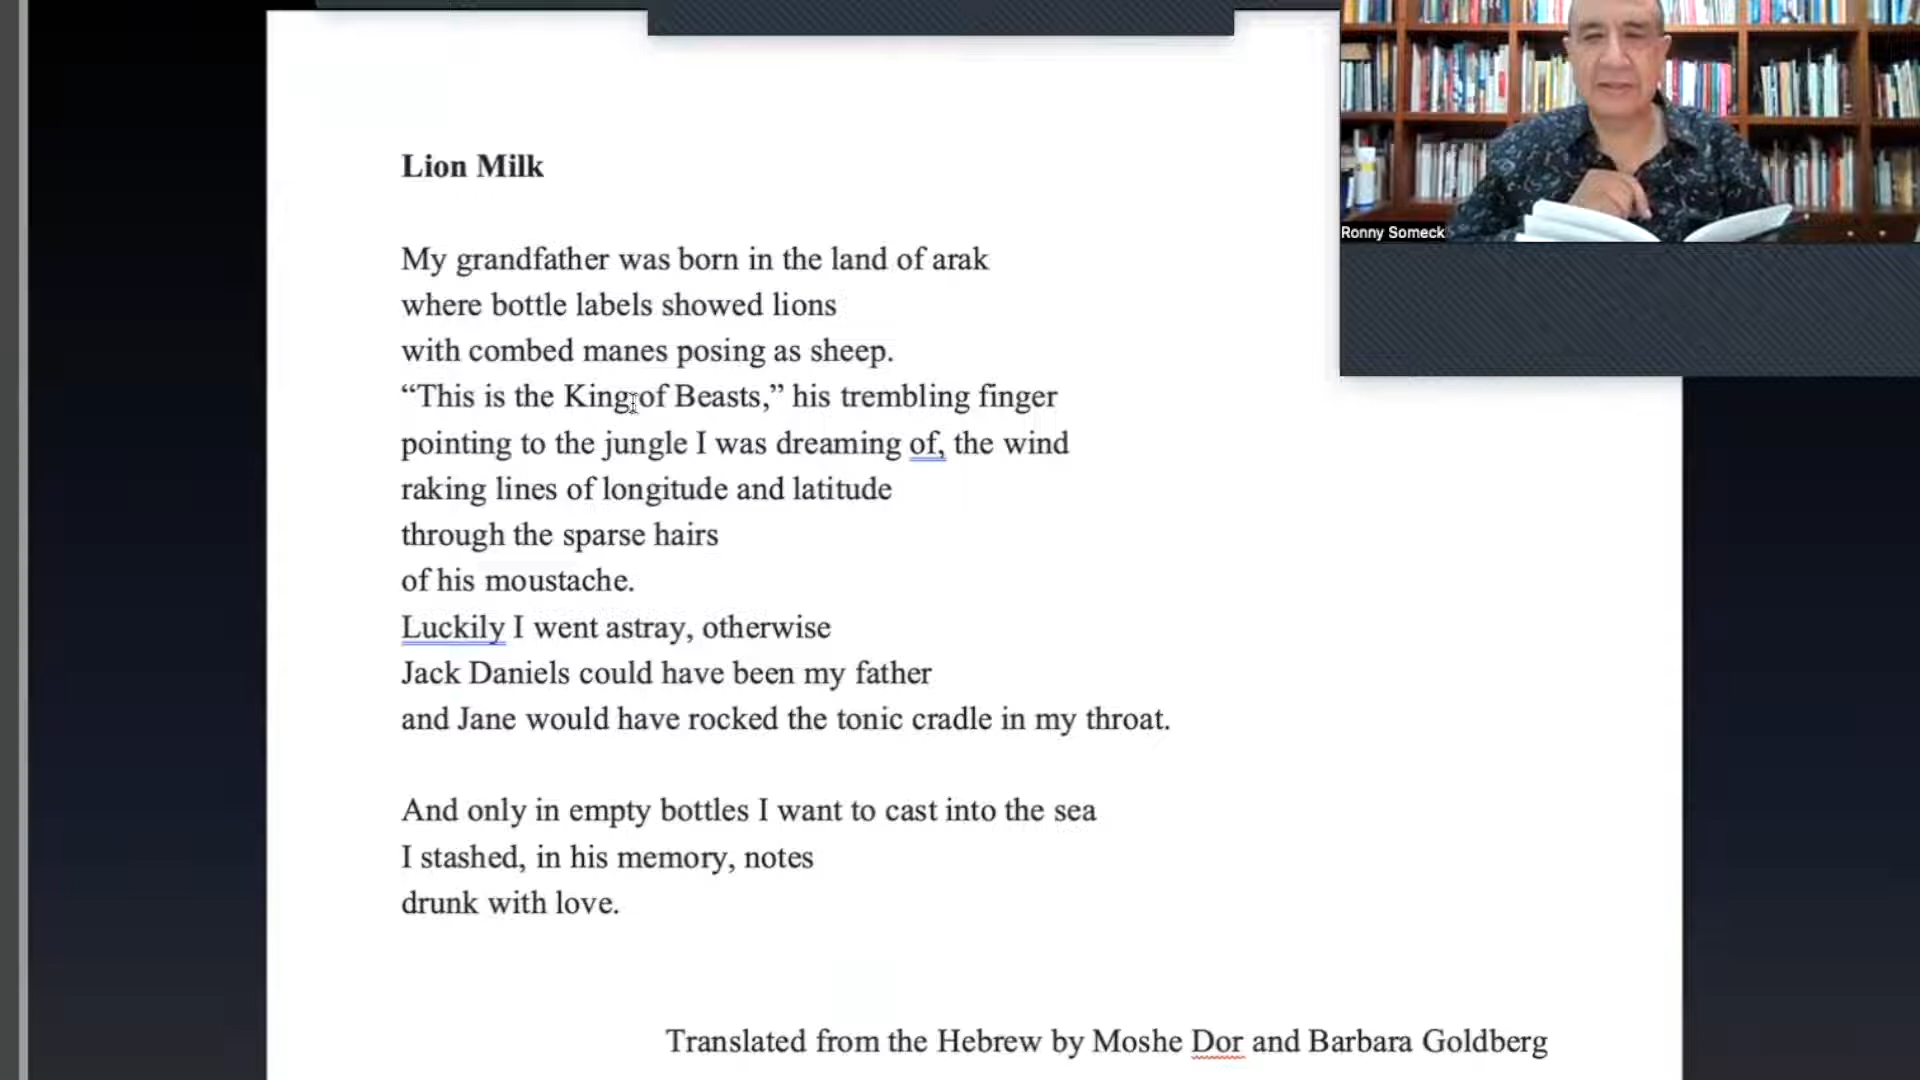 Lion Milk
My grandfather was born in the land of arak
where bottle labels showed lions
with combed manes posing as sheep.
“This is the King of Beasts,” his trembling finger
pointing to the jungle I was dreaming of, the wind
raking lines of longitude and latitude
through the sparse hairs
of his moustache.
Luckily I went astray, otherwise
Jack Daniels could have been my father
and Jane would have rocked the tonic cradle in my throat.
And only in empty bottles I want to cast into the sea
I stashed, in his memory, notes
drunk with love.
Translated from the Hebrew by Moshe Dor and Barbara Goldberg
Ronny Someck